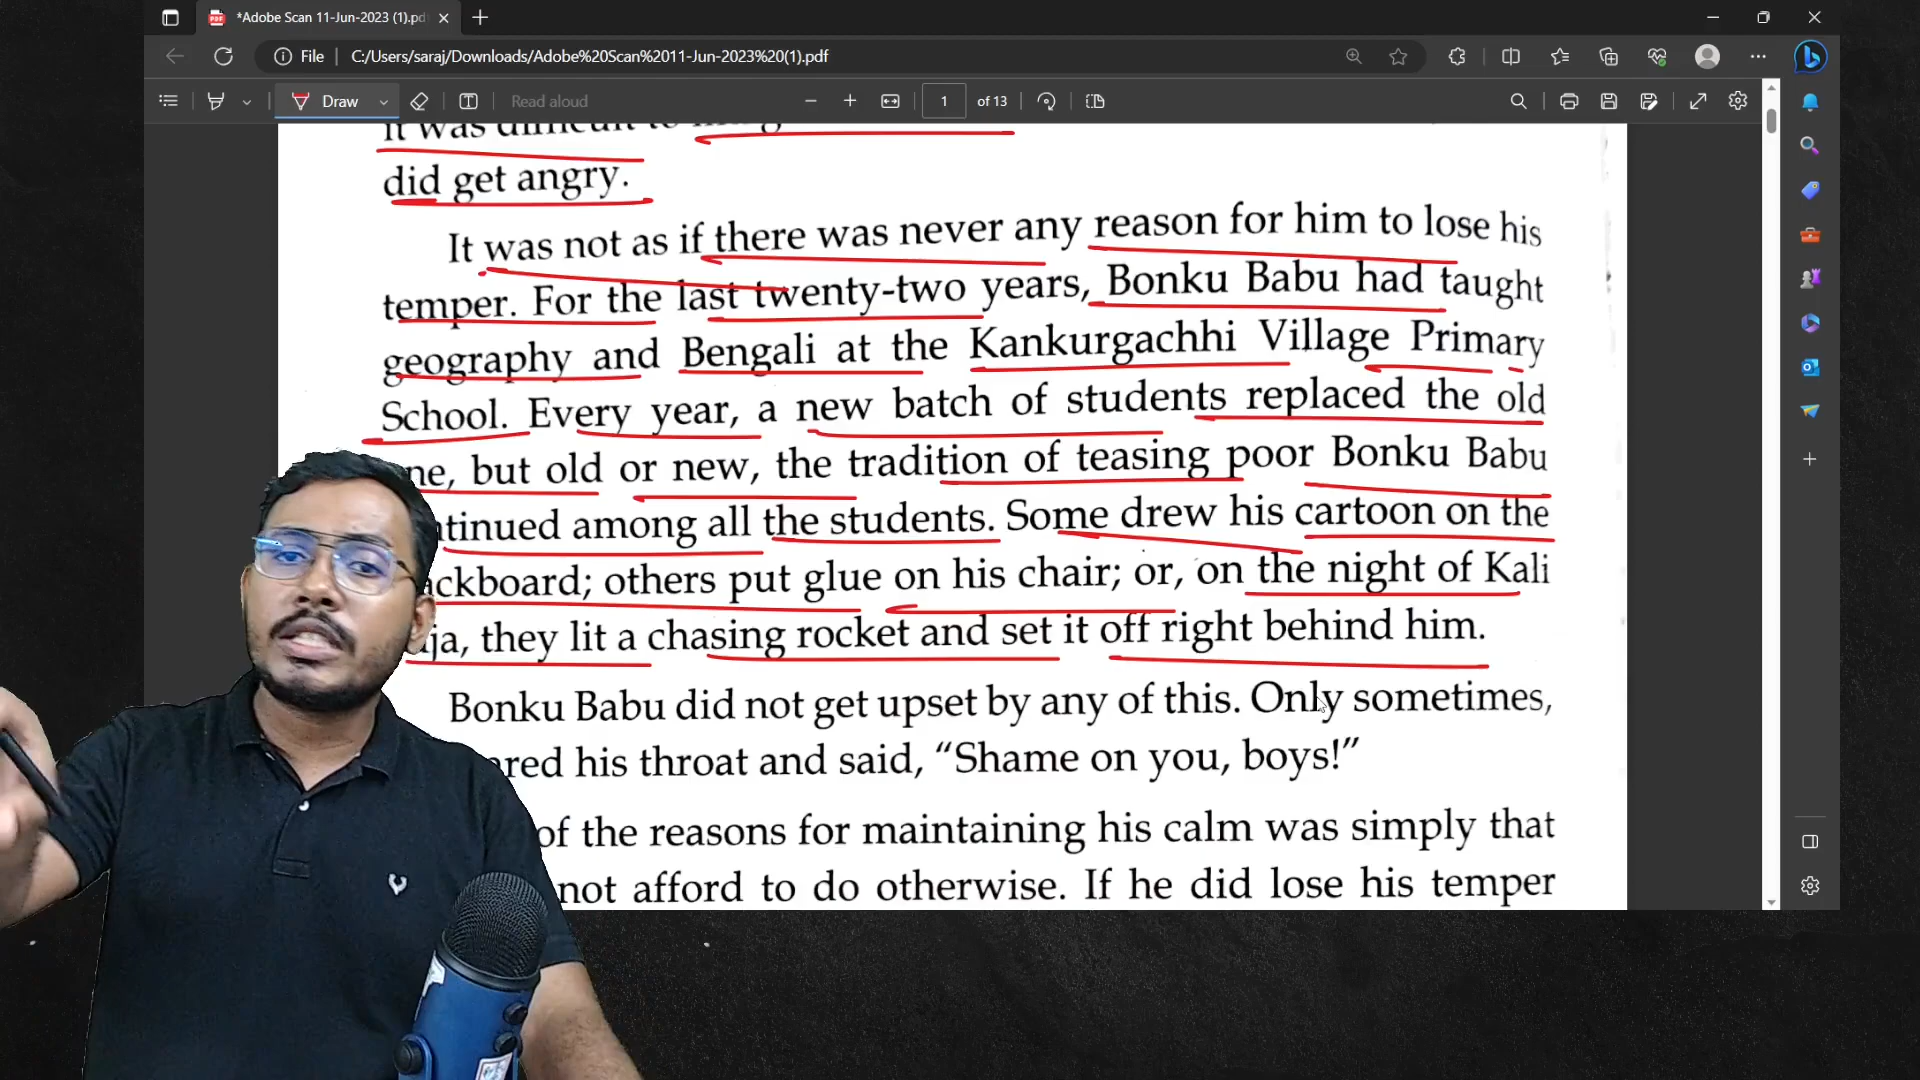 *Adobe Scan 11-Jun-2023 (1).pd
File C:/Users/saraj/Downloads/Adobe%20Scan%2011-Jun-2023%20(1).pdf
Draw Read aloud 1 of 13
It was difficult to
did get angry.
It was not as if there was never any reason for him to lose his
temper. For the last twenty-two years, Bonku Babu had taught
geography and Bengali at the Kankurgachhi Village Primary
School. Every year, a new batch of students replaced the old
ne, but old or new, the tradition of teasing poor Bonku Babu
tinued among all the students. Some drew his cartoon on the
ackboard; others put glue on his chair; or, on the night of Kali
ja, they lit a chasing rocket and set it off right behind him.
Bonku Babu did not get upset by any of this. Only sometimes,
ared his throat and said, “Shame on you, boys!”
of the reasons for maintaining his calm was simply that
not afford to do otherwise. If he did lose his temper